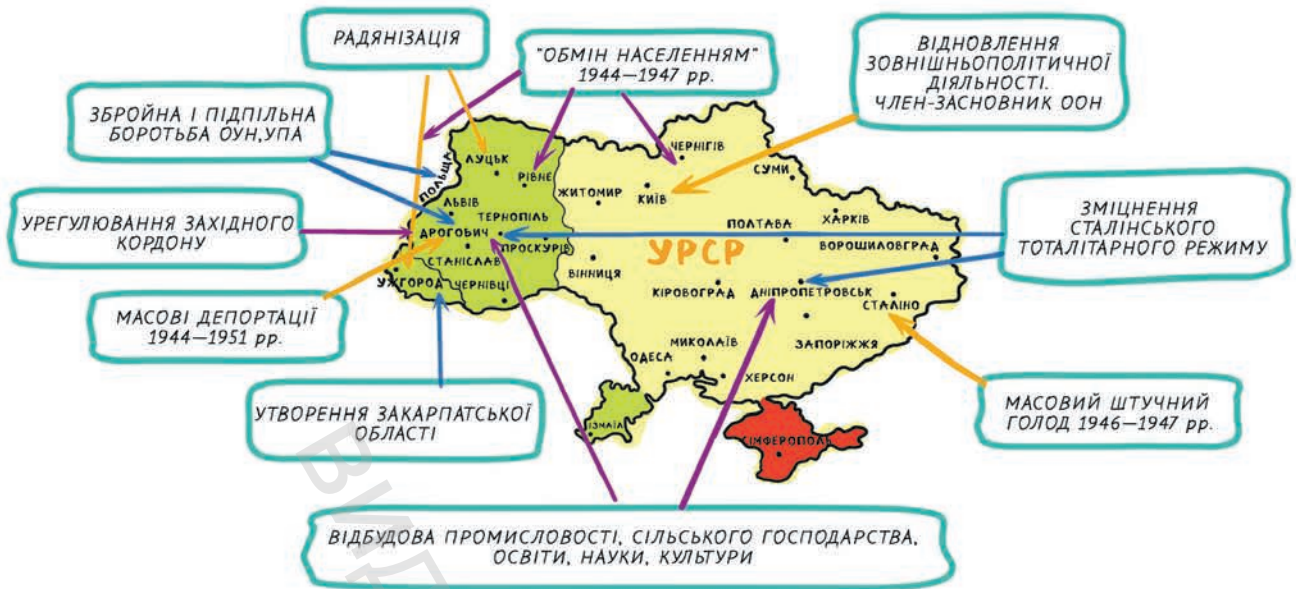 РАДЯНІЗАЦІЯ
"ОБМІН НАСЕЛЕННЯМ"
1944—1947 рр.
ВІДНОВЛЕННЯ
ЗОВНІШНЬОПОЛІТИЧНОЇ
ДІЯЛЬНОСТІ.
ЧЛЕН-ЗАСНОВНИК ООН
ЗБРОЙНА І ПІДПІЛЬНА
БОРОТЬБА ОУН,УПА
УРЕГУЛЮВАННЯ ЗАХІДНОГО
КОРДОНУ
МАСОВІ ДЕПОРТАЦІЇ
1944—1951 рр.
УТВОРЕННЯ ЗАКАРПАТСЬКОЇ
ОБЛАСТІ
ЗМІЦНЕННЯ
СТАЛІНСЬКОГО
ТОТАЛІТАРНОГО РЕЖИМУ
МАСОВИЙ ШТУЧНИЙ
ГОЛОД 1946—1947 рр.
ВІДБУДОВА ПРОМИСЛОВОСТІ, СІЛЬСЬКОГО ГОСПОДАРСТВА,
ОСВІТИ, НАУКИ, КУЛЬТУРИ
ПОЛЬЩА
ЛУЦЬК
РІВНЕ
ЖИТОМИР
КИЇВ
ЧЕРНІГІВ
СУМИ
ЛЬВІВ
ТЕРНОПІЛЬ
ДРОГОБИЧ
ПРОСКУРІВ
СТАНІСЛАВ
УЖГОРОД
ЧЕРНІВЦІ
ВІННИЦЯ
УРСР
ПОЛТАВА
ХАРКІВ
ВОРОШИЛОВГРАД
КІРОВОГРАД
ДНІПРОПЕТРОВСЬК
СТАЛІНО
ЗАПОРІЖЖЯ
МИКОЛАЇВ
ОДЕСА
ХЕРСОН
ІЗМАЇЛ
СІМФЕРОПОЛЬ